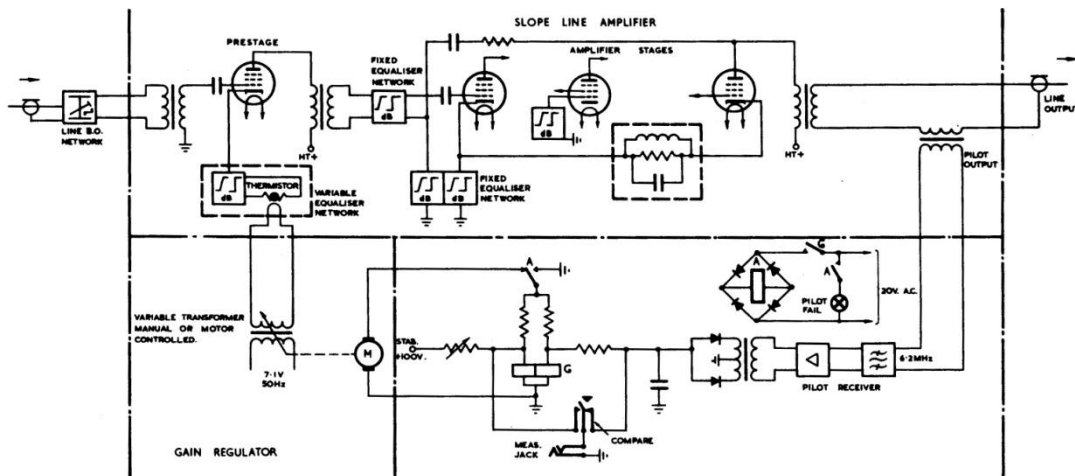 SLOPE LINE AMPLIFIER
PRESTAGE
AMPLIFIER
STAGES
FIXED
EQUALISER
NETWORK
dB
LINE B.O.
NETWORK
HT+
dB
HT+
LINE
OUTPUT
PILOT
OUTPUT
THERMISTOR
dB
VARIABLE
EQUALISER
NETWORK
dB
dB
FIXED
EQUALISER
NETWORK
A
G
A
A
PILOT
FAIL
20V. A.C.
VARIABLE TRANSFORMER
MANUAL OR MOTOR
CONTROLLED.
M
STAB.
+100V.
G
6·2MHz
PILOT RECEIVER
7·1V
50Hz
COMPARE
MEAS.
JACK
GAIN REGULATOR